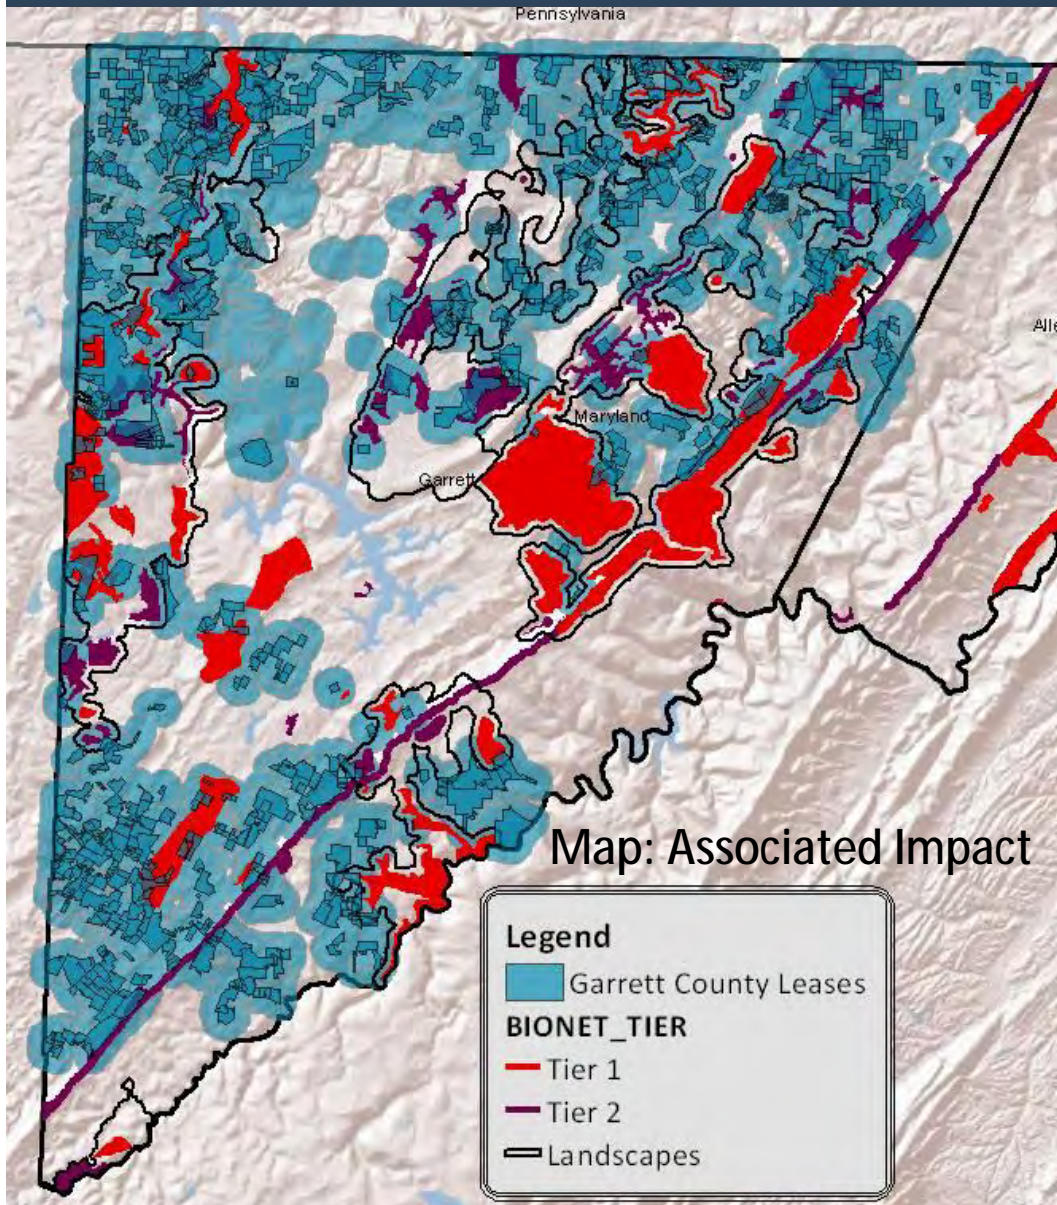 Pennsylvania
Alle
Maryland
Garrett
Map: Associated Impact
Legend
Garrett County Leases
BIONET_TIER
Tier 1
Tier 2
Landscapes